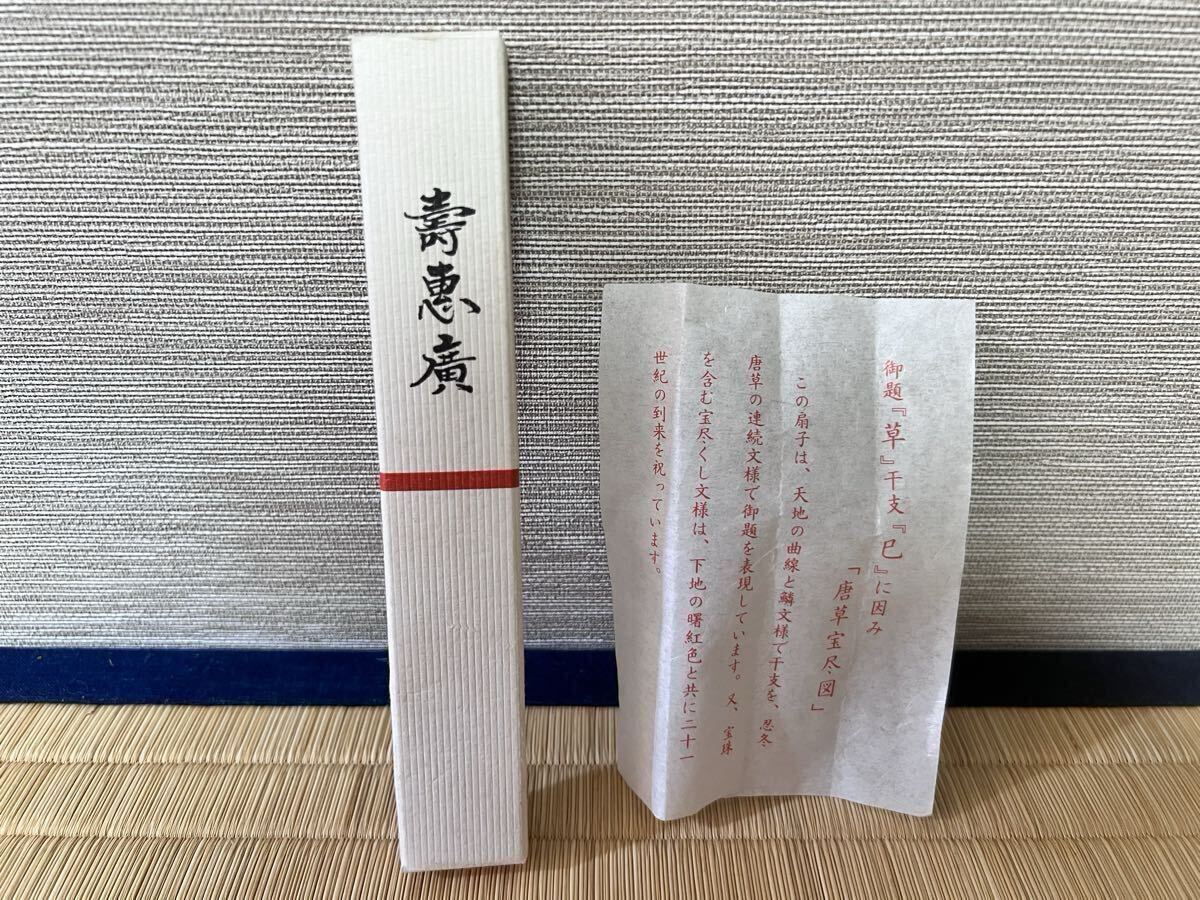 壽恵廣
御題『草』干支『巳』に因み
「唐草宝尽図」
この扇子は、天地の曲線と鱗文様で干支を、忍冬
唐草の連続文様で御題を表現しています。又、宝珠
を含む宝尽くし文様は、下地の曙紅色と共に二十一
世紀の到来を祝っています。